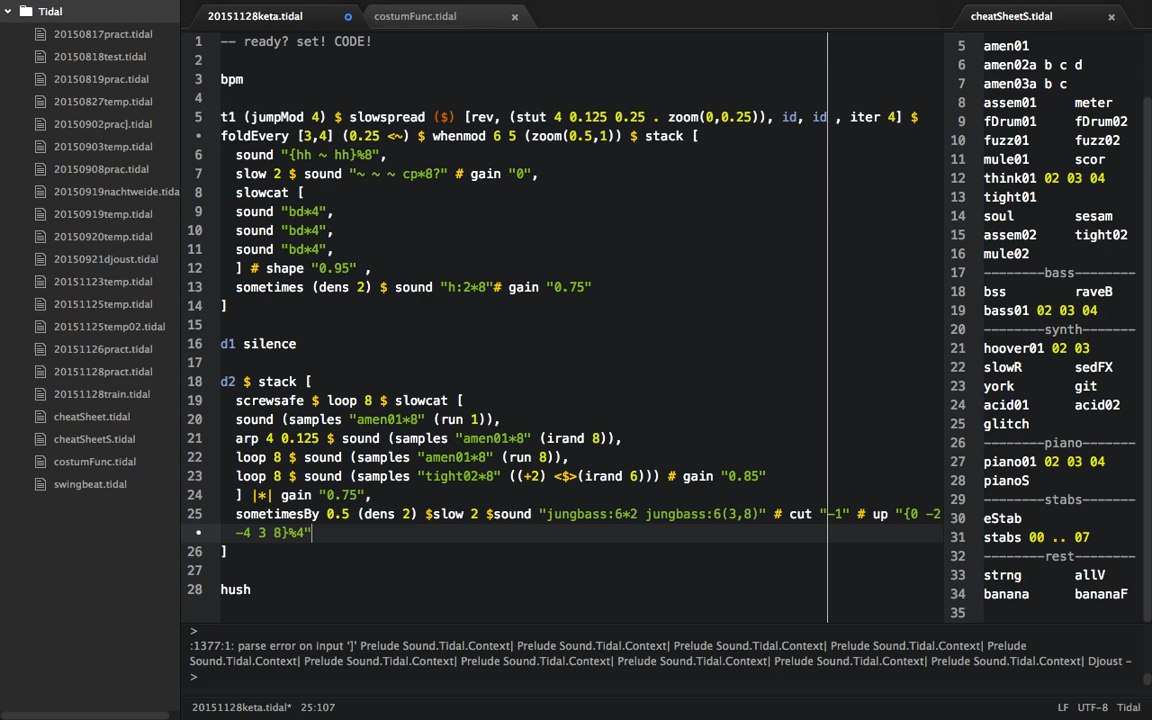 Tidal
20150817pract.tidal
20150818test.tidal
20150819prac.tidal
20150827temp.tidal
20150902prac].tidal
20150903temp.tidal
20150908prac.tidal
20150919nachtweide.tida
20150919temp.tidal
20150920temp.tidal
20150921djoust.tidal
20151123temp.tidal
20151125temp.tidal
20151125temp02.tidal
20151126pract.tidal
20151128pract.tidal
20151128train.tidal
cheatSheet.tidal
cheatSheetS.tidal
costumFunc.tidal
swingbeat.tidal
20151128keta.tidal
costumFunc.tidal
1 -- ready? set! CODE!
2
3 bpm
4
5 t1 (jumpMod 4) $ slowspread ($) [rev, (stut 4 0.125 0.25 . zoom(0,0.25)), id, id , iter 4] $
• foldEvery [3,4] (0.25 <~) $ whenmod 6 5 (zoom(0.5,1)) $ stack [
6 sound "{hh ~ hh}%8",
7 slow 2 $ sound "~ ~ ~ cp*8?" # gain "0",
8 slowcat [
9 sound "bd*4",
10 sound "bd*4",
11 sound "bd*4",
12 ] # shape "0.95" ,
13 sometimes (dens 2) $ sound "h:2*8"# gain "0.75"
14 ]
15
16 d1 silence
17
18 d2 $ stack [
19 screwsafe $ loop 8 $ slowcat [
20 sound (samples "amen01*8" (run 1)),
21 arp 4 0.125 $ sound (samples "amen01*8" (irand 8)),
22 loop 8 $ sound (samples "amen01*8" (run 8)),
23 loop 8 $ sound (samples "tight02*8" ((+2) <$>(irand 6))) # gain "0.85"
24 ] |*| gain "0.75",
25 sometimesBy 0.5 (dens 2) $slow 2 $sound "jungbass:6*2 jungbass:6(3,8)" # cut "-1" # up "{0 -2
• -4 3 8}%4"
26 ]
27
28 hush
cheatSheetS.tidal
5 amen01
6 amen02a b c d
7 amen03a b c
8 assem01 meter
9 fDrum01 fDrum02
10 fuzz01 fuzz02
11 mule01 scor
12 think01 02 03 04
13 tight01
14 soul sesam
15 assem02 tight02
16 mule02
17 --------bass--------
18 bss raveB
19 bass01 02 03 04
20 --------synth-------
21 hoover01 02 03
22 slowR sedFX
23 york git
24 acid01 acid02
25 glitch
26 --------piano-------
27 piano01 02 03 04
28 pianoS
29 --------stabs-------
30 eStab
31 stabs 00 .. 07
32 --------rest--------
33 strng allV
34 banana bananaF
35
>
:1377:1: parse error on input ']' Prelude Sound.Tidal.Context| Prelude Sound.Tidal.Context| Prelude Sound.Tidal.Context| Prelude
Sound.Tidal.Context| Prelude Sound.Tidal.Context| Prelude Sound.Tidal.Context| Prelude Sound.Tidal.Context| Prelude Sound.Tidal.Context| Djoust -
>
20151128keta.tidal* 25:107
LF UTF-8 Tidal